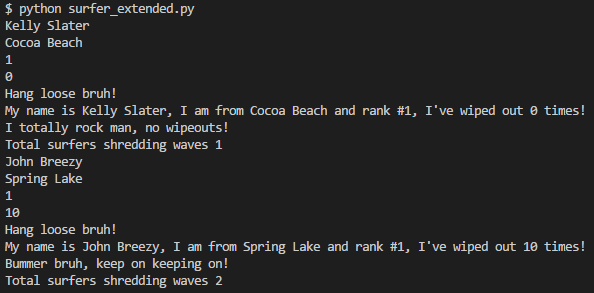 $ python surfer_extended.py
Kelly Slater
Cocoa Beach
1
0
Hang loose bruh!
My name is Kelly Slater, I am from Cocoa Beach and rank #1, I've wiped out 0 times!
I totally rock man, no wipeouts!
Total surfers shredding waves 1
John Breezy
Spring Lake
1
10
Hang loose bruh!
My name is John Breezy, I am from Spring Lake and rank #1, I've wiped out 10 times!
Bummer bruh, keep on keeping on!
Total surfers shredding waves 2